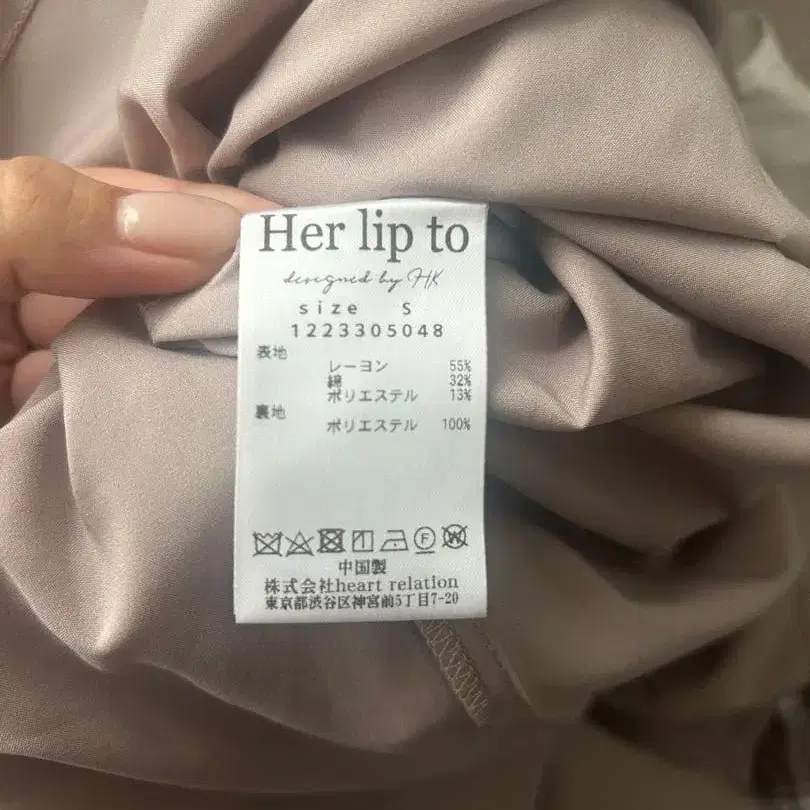 Her lip to
designed by HK
size S
1223305048
表地
レーヨン 55%
綿 32%
ポリエステル 13%
裏地
ポリエステル 100%
F W
中国製
株式会社heart relation
東京都渋谷区神宮前5丁目7-20